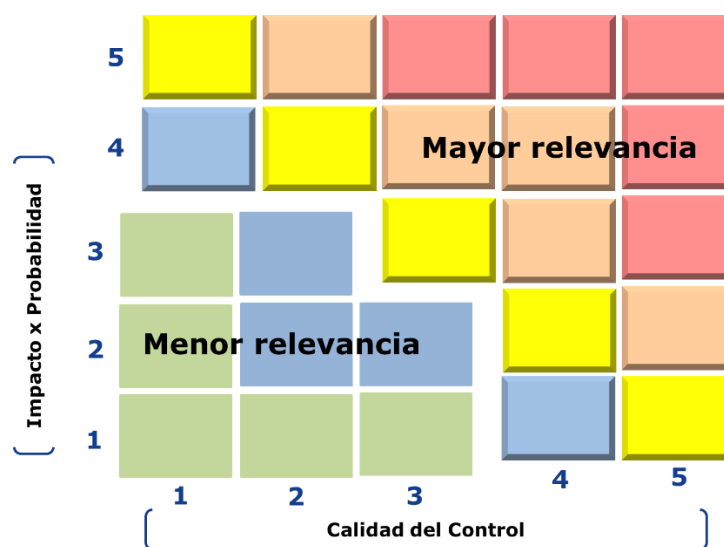 5
4
Mayor relevancia
Impacto x Probabilidad
3
2
Menor relevancia
1
1
2
3
4
5
Calidad del Control